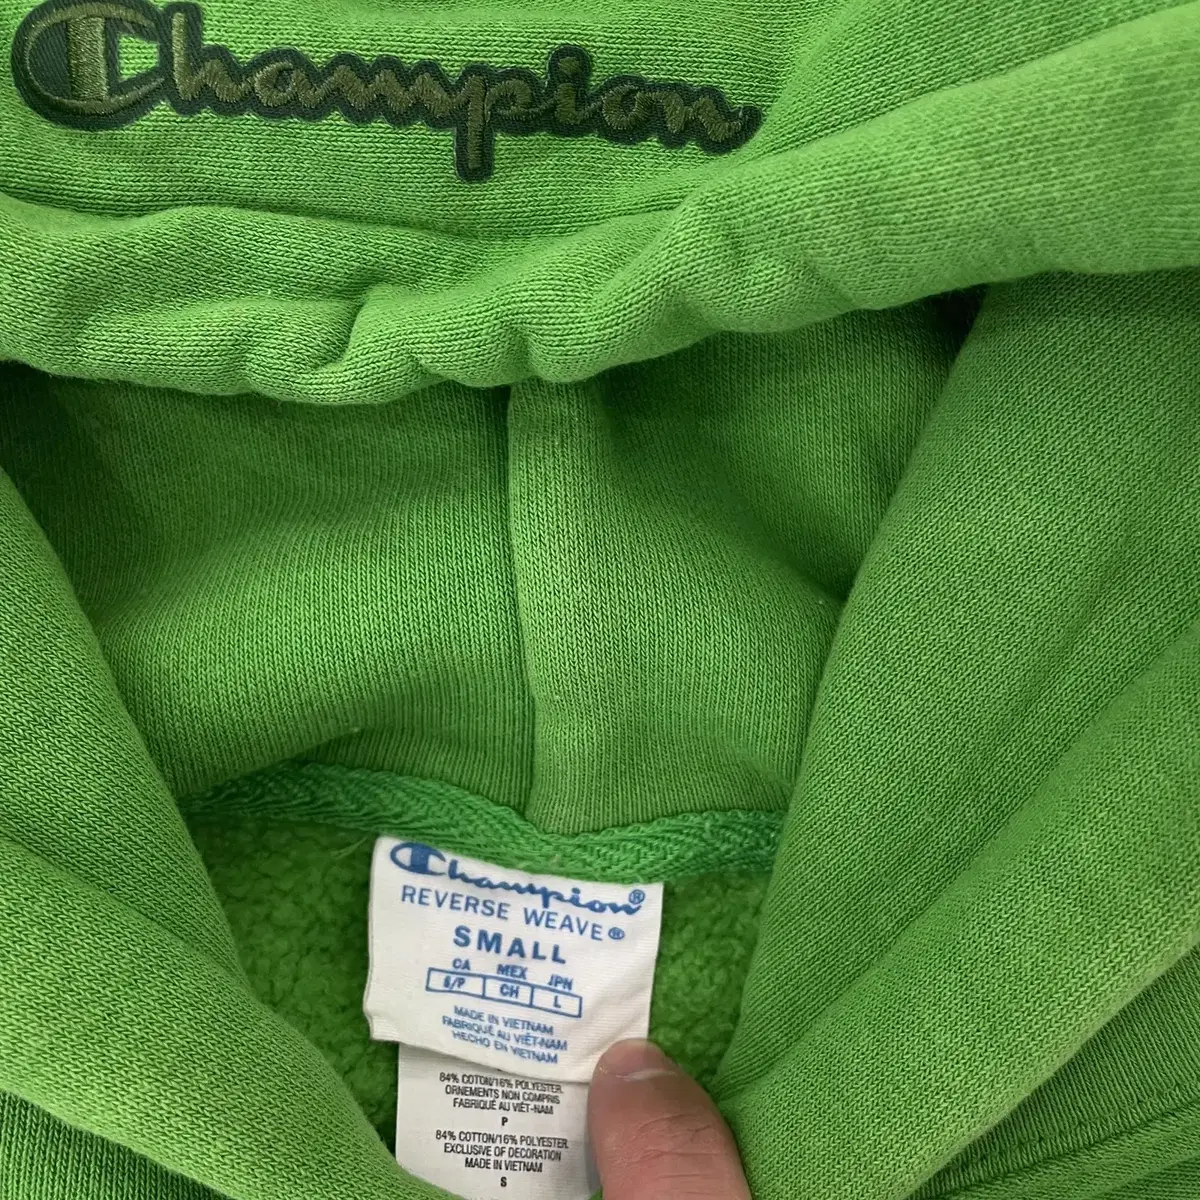 Champion
Champion®
REVERSE WEAVE®
SMALL
CA MEX JPN
S/P CH L
MADE IN VIETNAM
FABRIQUÉ AU VIÊT-NAM
HECHO EN VIETNAM
84% COTTON/16% POLYESTER
ORNEMENTS NON COMPRIS
FABRIQUÉ AU VIÊT-NAM
P
84% COTTON/16% POLYESTER
EXCLUSIVE OF DECORATION
MADE IN VIETNAM
S